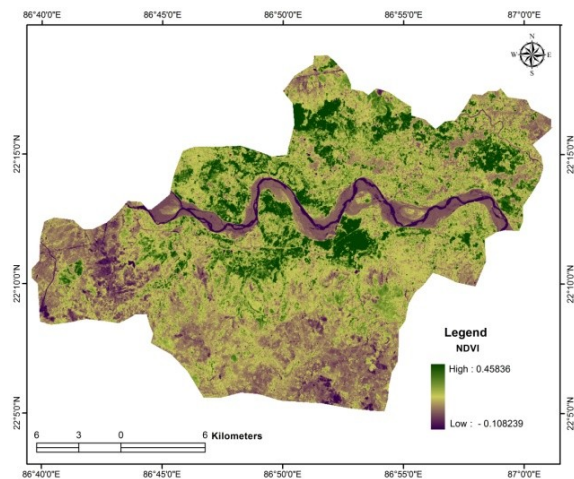 86°40'0"E 86°45'0"E 86°50'0"E 86°55'0"E 87°0'0"E
N
W E
S
22°15'0"N 22°15'0"N
22°10'0"N 22°10'0"N
22°5'0"N 22°5'0"N
Legend
NDVI
High : 0.45836
Low : - 0.108239
6 3 0 6 Kilometers
86°40'0"E 86°45'0"E 86°50'0"E 86°55'0"E 87°0'0"E